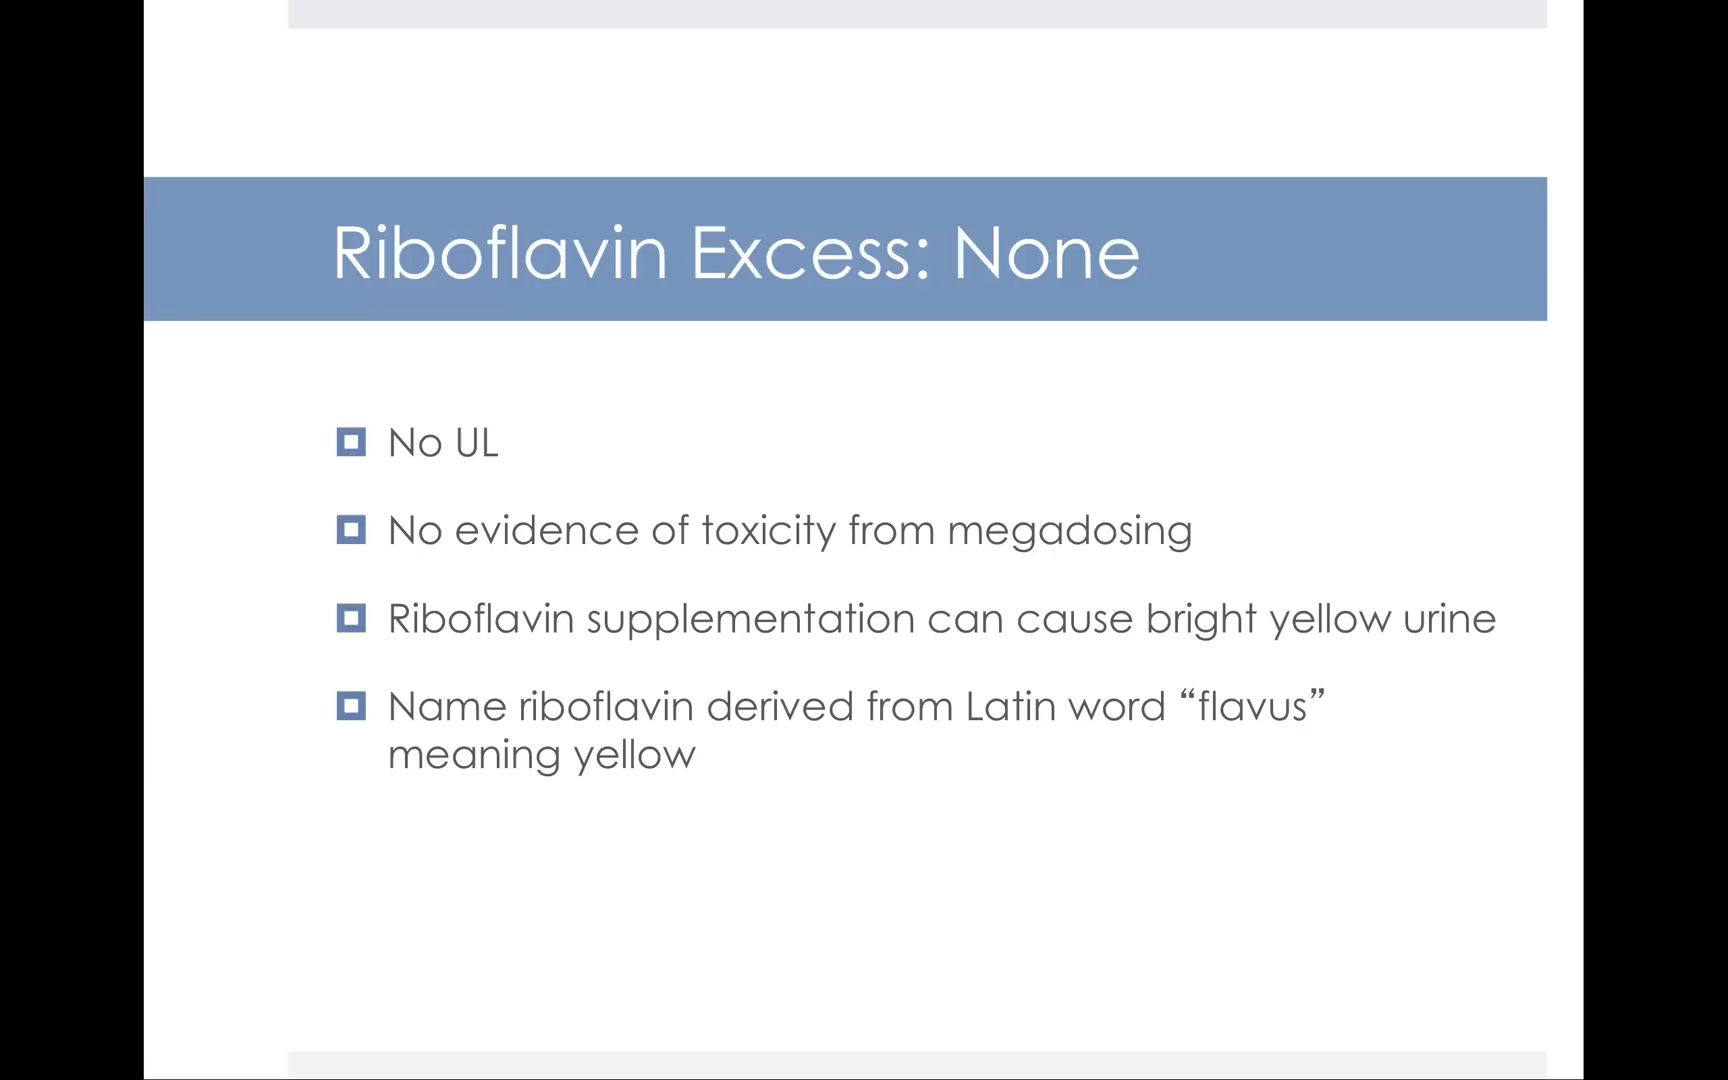 Riboflavin Excess: None
No UL
No evidence of toxicity from megadosing
Riboflavin supplementation can cause bright yellow urine
Name riboflavin derived from Latin word “flavus”
meaning yellow